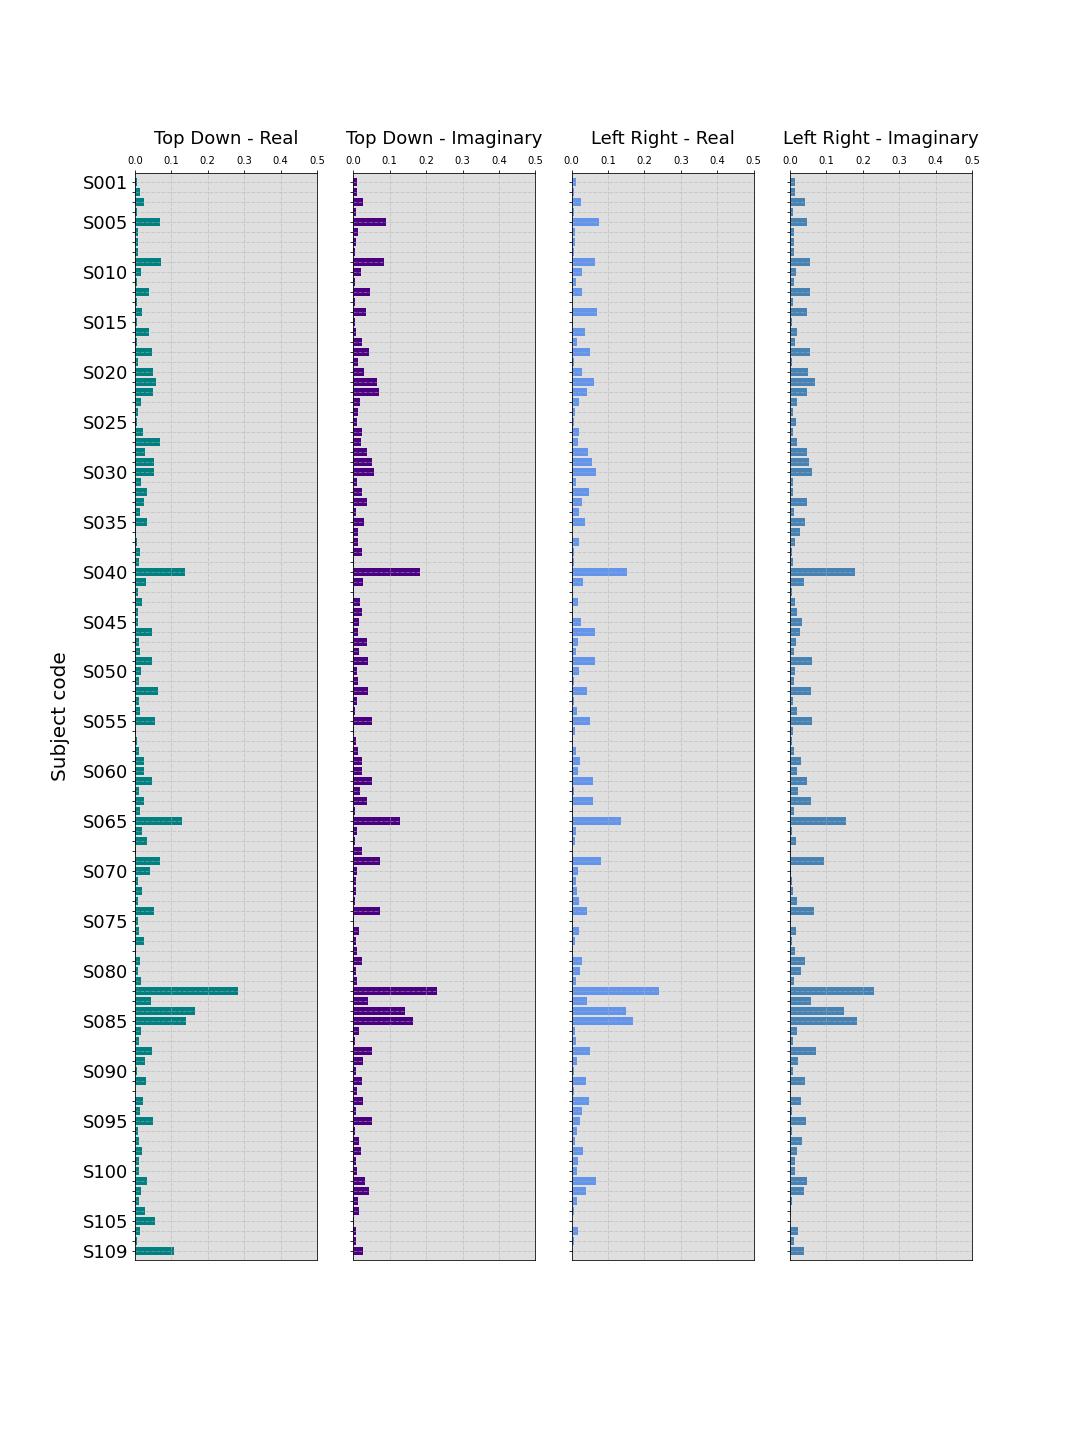 Top Down - Real
Top Down - Imaginary
Left Right - Real
Left Right - Imaginary
0.0 0.1 0.2 0.3 0.4 0.5
0.0 0.1 0.2 0.3 0.4 0.5
0.0 0.1 0.2 0.3 0.4 0.5
0.0 0.1 0.2 0.3 0.4 0.5
Subject code
S001
S005
S010
S015
S020
S025
S030
S035
S040
S045
S050
S055
S060
S065
S070
S075
S080
S085
S090
S095
S100
S105
S109